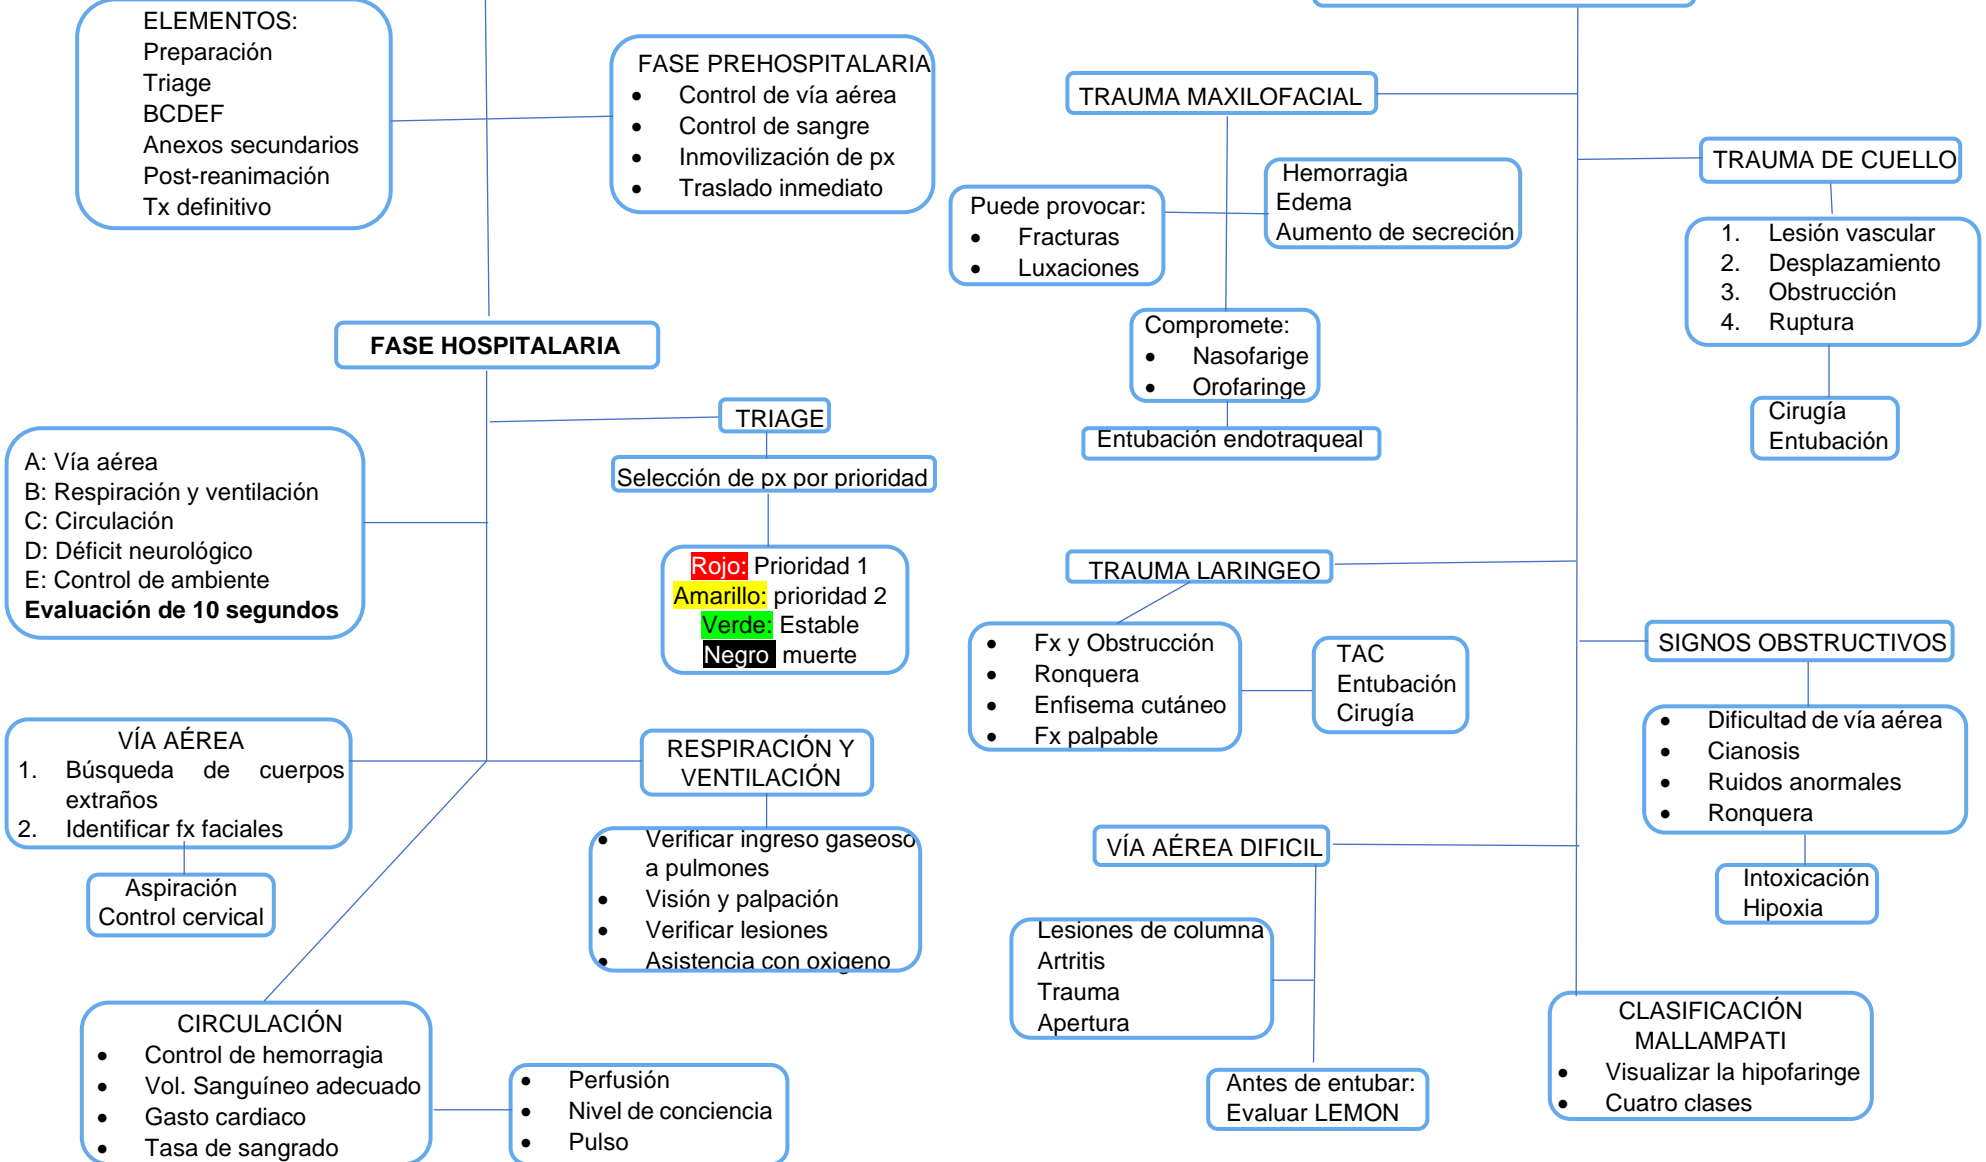 ELEMENTOS:
Preparación
Triage
BCDEF
Anexos secundarios
Post-reanimación
Tx definitivo
FASE PREHOSPITALARIA
• Control de vía aérea
• Control de sangre
• Inmovilización de px
• Traslado inmediato
FASE HOSPITALARIA
A: Vía aérea
B: Respiración y ventilación
C: Circulación
D: Déficit neurológico
E: Control de ambiente
Evaluación de 10 segundos
TRIAGE
Selección de px por prioridad
Rojo: Prioridad 1
Amarillo: prioridad 2
Verde: Estable
Negro muerte
VÍA AÉREA
1. Búsqueda de cuerpos
extraños
2. Identificar fx faciales
Aspiración
Control cervical
RESPIRACIÓN Y
VENTILACIÓN
• Verificar ingreso gaseoso
a pulmones
• Visión y palpación
• Verificar lesiones
• Asistencia con oxigeno
CIRCULACIÓN
• Control de hemorragia
• Vol. Sanguíneo adecuado
• Gasto cardiaco
• Tasa de sangrado
• Perfusión
• Nivel de conciencia
• Pulso
TRAUMA MAXILOFACIAL
Puede provocar:
• Fracturas
• Luxaciones
Hemorragia
Edema
Aumento de secreción
Compromete:
• Nasofarige
• Orofaringe
Entubación endotraqueal
TRAUMA DE CUELLO
1. Lesión vascular
2. Desplazamiento
3. Obstrucción
4. Ruptura
Cirugía
Entubación
TRAUMA LARINGEO
• Fx y Obstrucción
• Ronquera
• Enfisema cutáneo
• Fx palpable
TAC
Entubación
Cirugía
SIGNOS OBSTRUCTIVOS
• Dificultad de vía aérea
• Cianosis
• Ruidos anormales
• Ronquera
Intoxicación
Hipoxia
VÍA AÉREA DIFICIL
Lesiones de columna
Artritis
Trauma
Apertura
Antes de entubar:
Evaluar LEMON
CLASIFICACIÓN
MALLAMPATI
• Visualizar la hipofaringe
• Cuatro clases